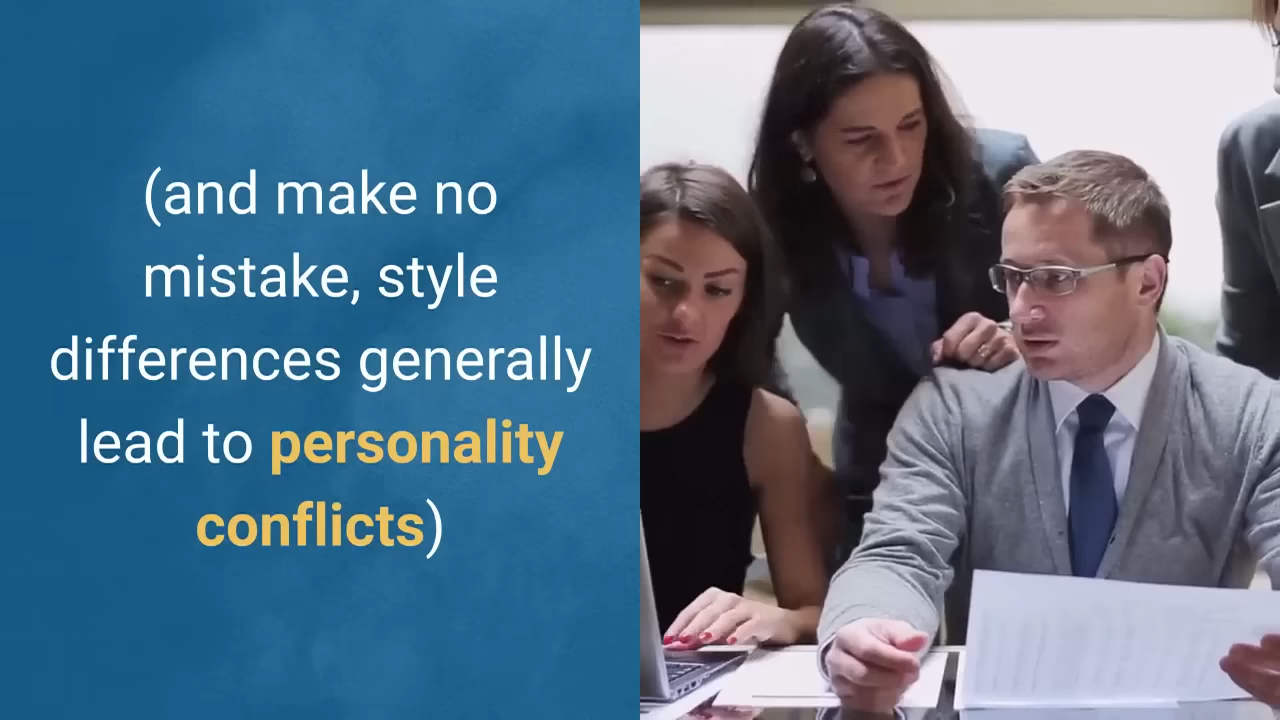 (and make no
mistake, style
differences generally
lead to personality
conflicts)